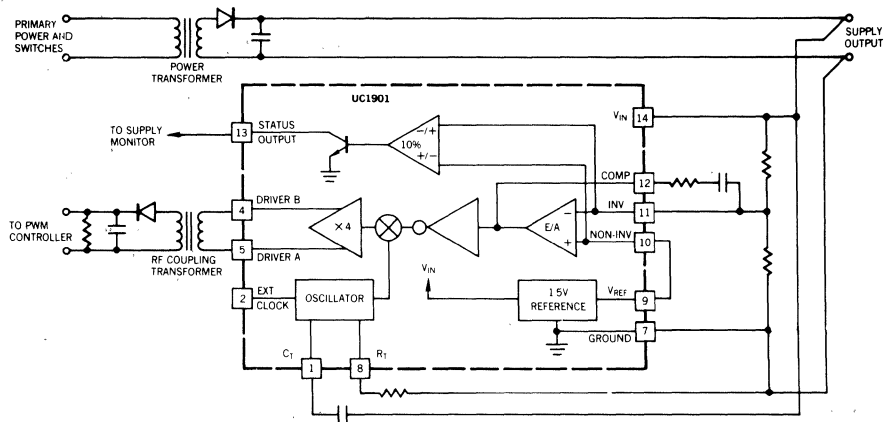 PRIMARY
POWER AND
SWITCHES
POWER
TRANSFORMER
SUPPLY
OUTPUT
UC1901
TO SUPPLY
MONITOR
13
STATUS
OUTPUT
10%
−/+
+/−
VIN
14
COMP
12
INV
11
NON-INV
10
E/A
−
+
TO PWM
CONTROLLER
RF COUPLING
TRANSFORMER
4
DRIVER B
5
DRIVER A
×4
2
EXT
CLOCK
OSCILLATOR
VIN
1 5V
REFERENCE
VREF
9
7
GROUND
CT
1
8
RT